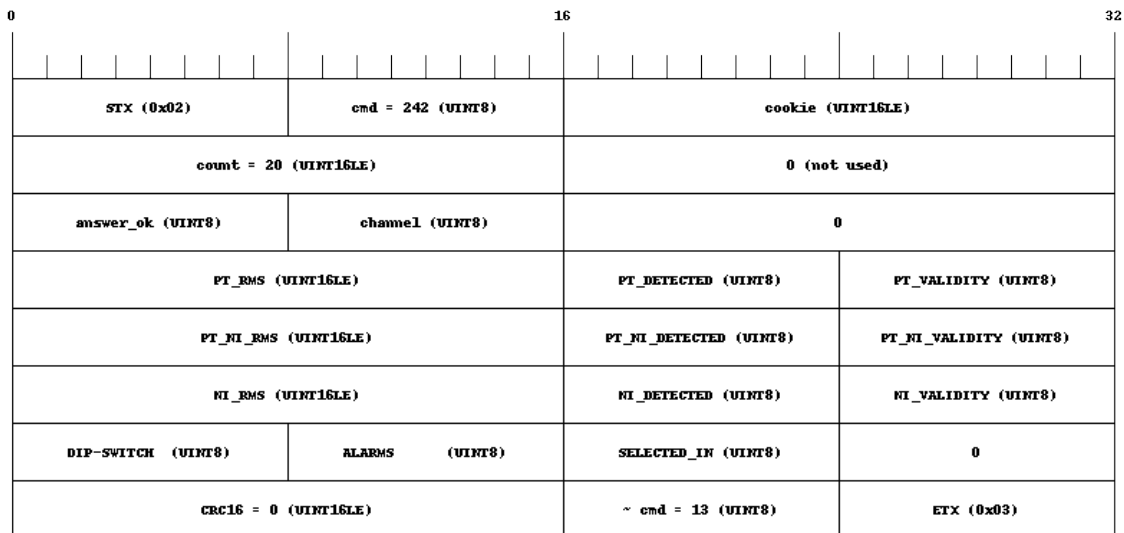 0 16 32
STX (0x02) cmd = 242 (UINT8) cookie (UINT16LE)
count = 20 (UINT16LE) 0 (not used)
answer_ok (UINT8) channel (UINT8) 0
PT_RMS (UINT16LE) PT_DETECTED (UINT8) PT_VALIDITY (UINT8)
PT_NI_RMS (UINT16LE) PT_NI_DETECTED (UINT8) PT_NI_VALIDITY (UINT8)
NI_RMS (UINT16LE) NI_DETECTED (UINT8) NI_VALIDITY (UINT8)
DIP-SWITCH (UINT8) ALARMS (UINT8) SELECTED_IN (UINT8) 0
CRC16 = 0 (UINT16LE) ~ cmd = 13 (UINT8) ETX (0x03)